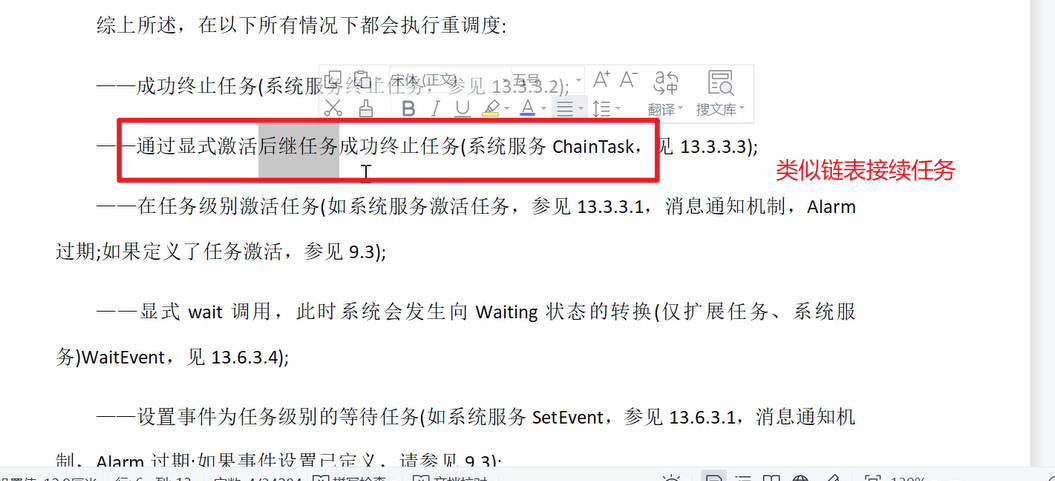 综上所述，在以下所有情况下都会执行重调度:
——成功终止任务(系统服务终止任务，参见 13.3.3.2);
宋体 (正文) 五号 A+ A-
B I U A 翻译 搜文库
——通过显式激活后继任务成功终止任务(系统服务 ChainTask，见 13.3.3.3);
类似链表接续任务
——在任务级别激活任务(如系统服务激活任务，参见 13.3.3.1，消息通知机制，Alarm
过期;如果定义了任务激活，参见 9.3);
——显式 wait 调用，此时系统会发生向 Waiting 状态的转换(仅扩展任务、系统服
务)WaitEvent，见 13.6.3.4);
——设置事件为任务级别的等待任务(如系统服务 SetEvent，参见 13.6.3.1，消息通知机
制，Alarm 过期;如果事件设置已定义，请参见 9.3);